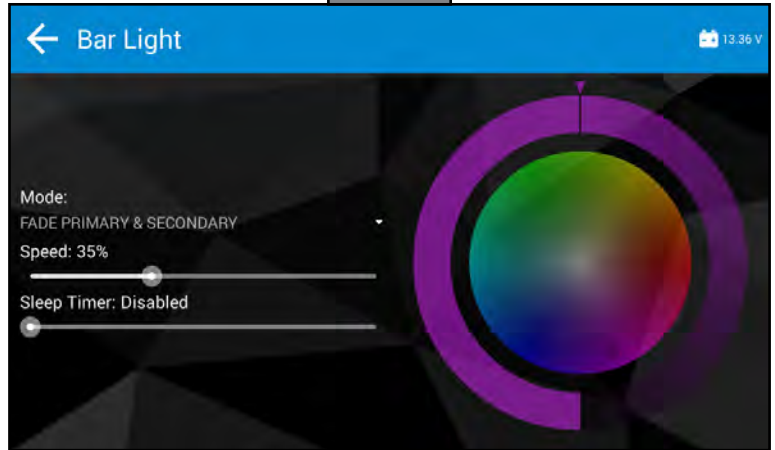 Bar Light
13.36 V
Mode:
FADE PRIMARY & SECONDARY
Speed: 35%
Sleep Timer: Disabled